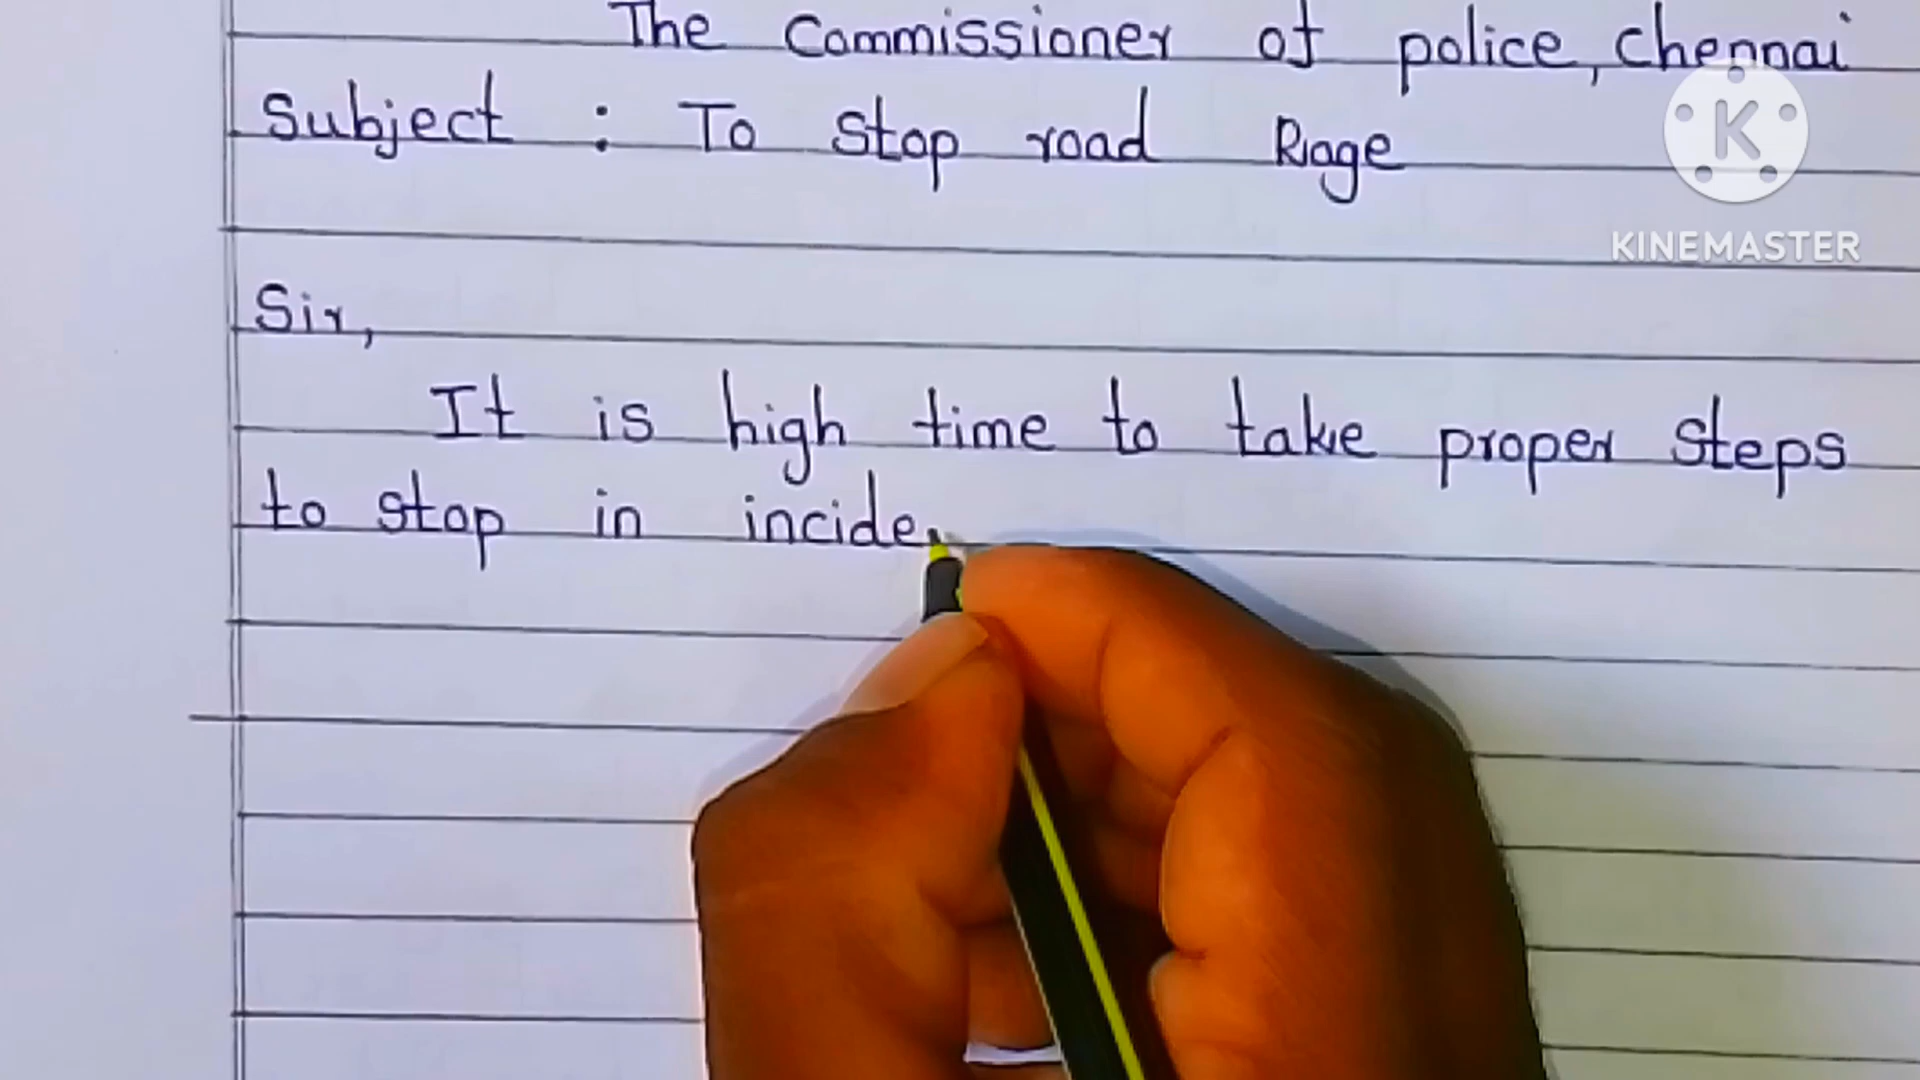 The Commissioner of police, Chennai
Subject : To Stop road Rage
K
KINEMASTER
Sir,
It is high time to take proper steps
to stop in incide